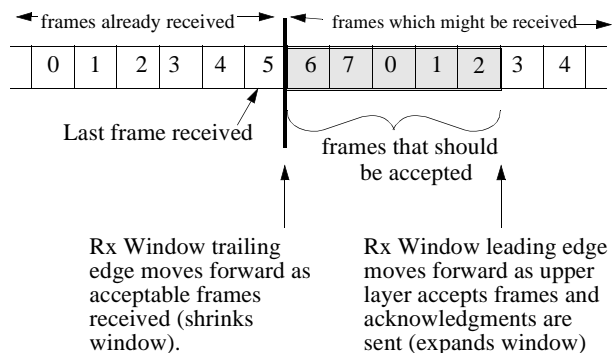 frames already received
frames which might be received
0 1 2 3 4 5 6 7 0 1 2 3 4
Last frame received
frames that should
be accepted
Rx Window trailing
edge moves forward as
acceptable frames
received (shrinks
window).
Rx Window leading edge
moves forward as upper
layer accepts frames and
acknowledgments are
sent (expands window)